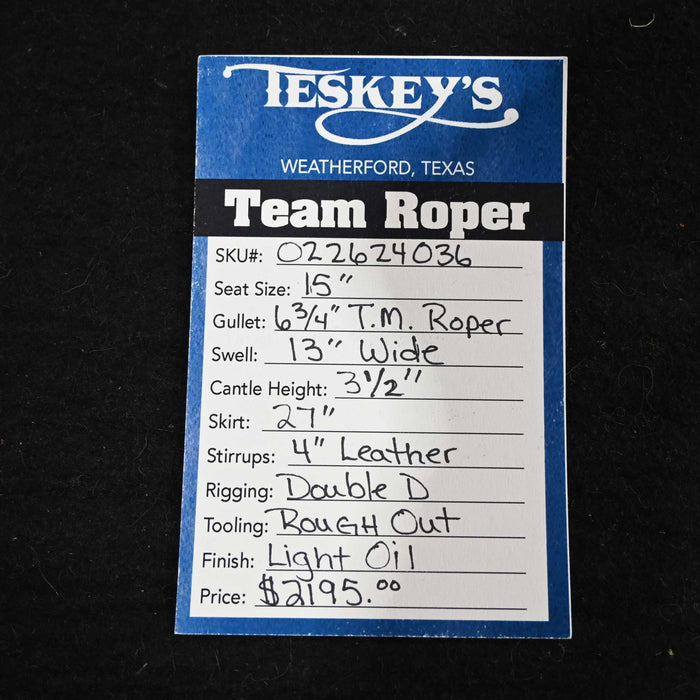 TESKEY'S
WEATHERFORD, TEXAS
Team Roper
SKU#: 022624036
Seat Size: 15"
Gullet: 6 3/4" T.M. Roper
Swell: 13" Wide
Cantle Height: 3 1/2"
Skirt: 27"
Stirrups: 4" Leather
Rigging: Double D
Tooling: ROUGH Out
Finish: Light Oil
Price: $2195.00